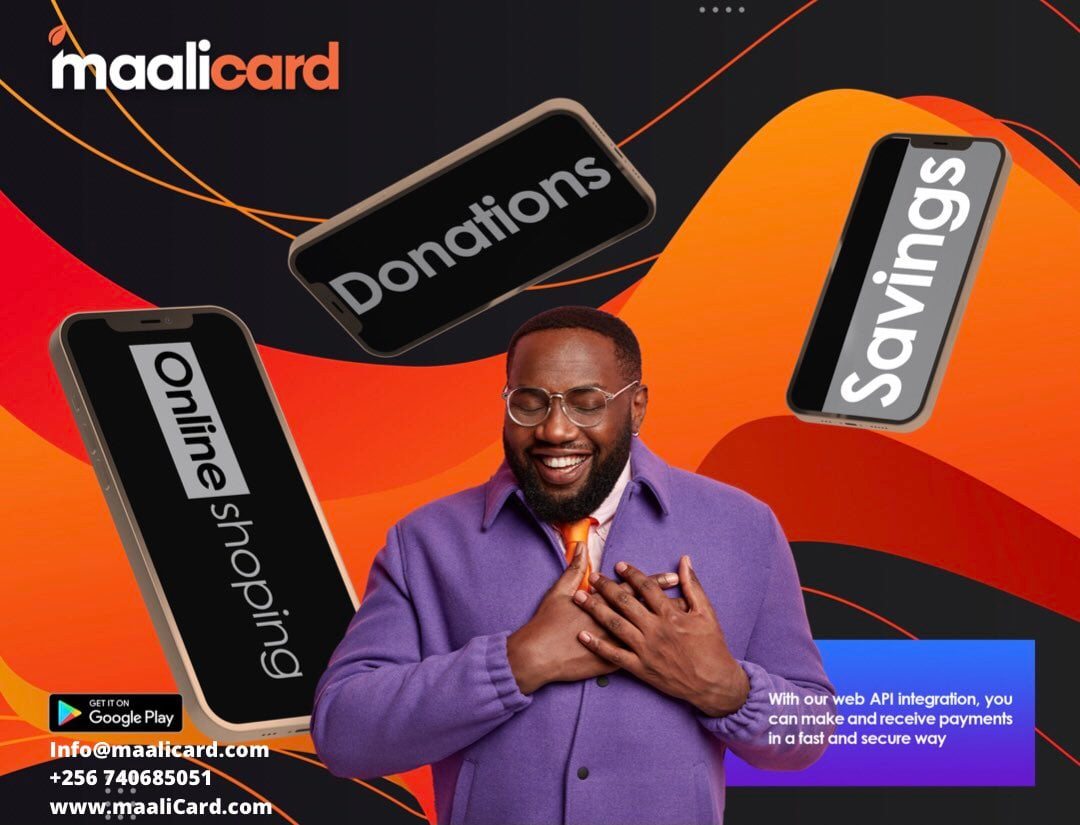 maalicard
Donations
Savings
Online
shoping
With our web API integration, you
can make and receive payments
in a fast and secure way
GET IT ON
Google Play
Info@maalicard.com
+256 740685051
www.maaliCard.com